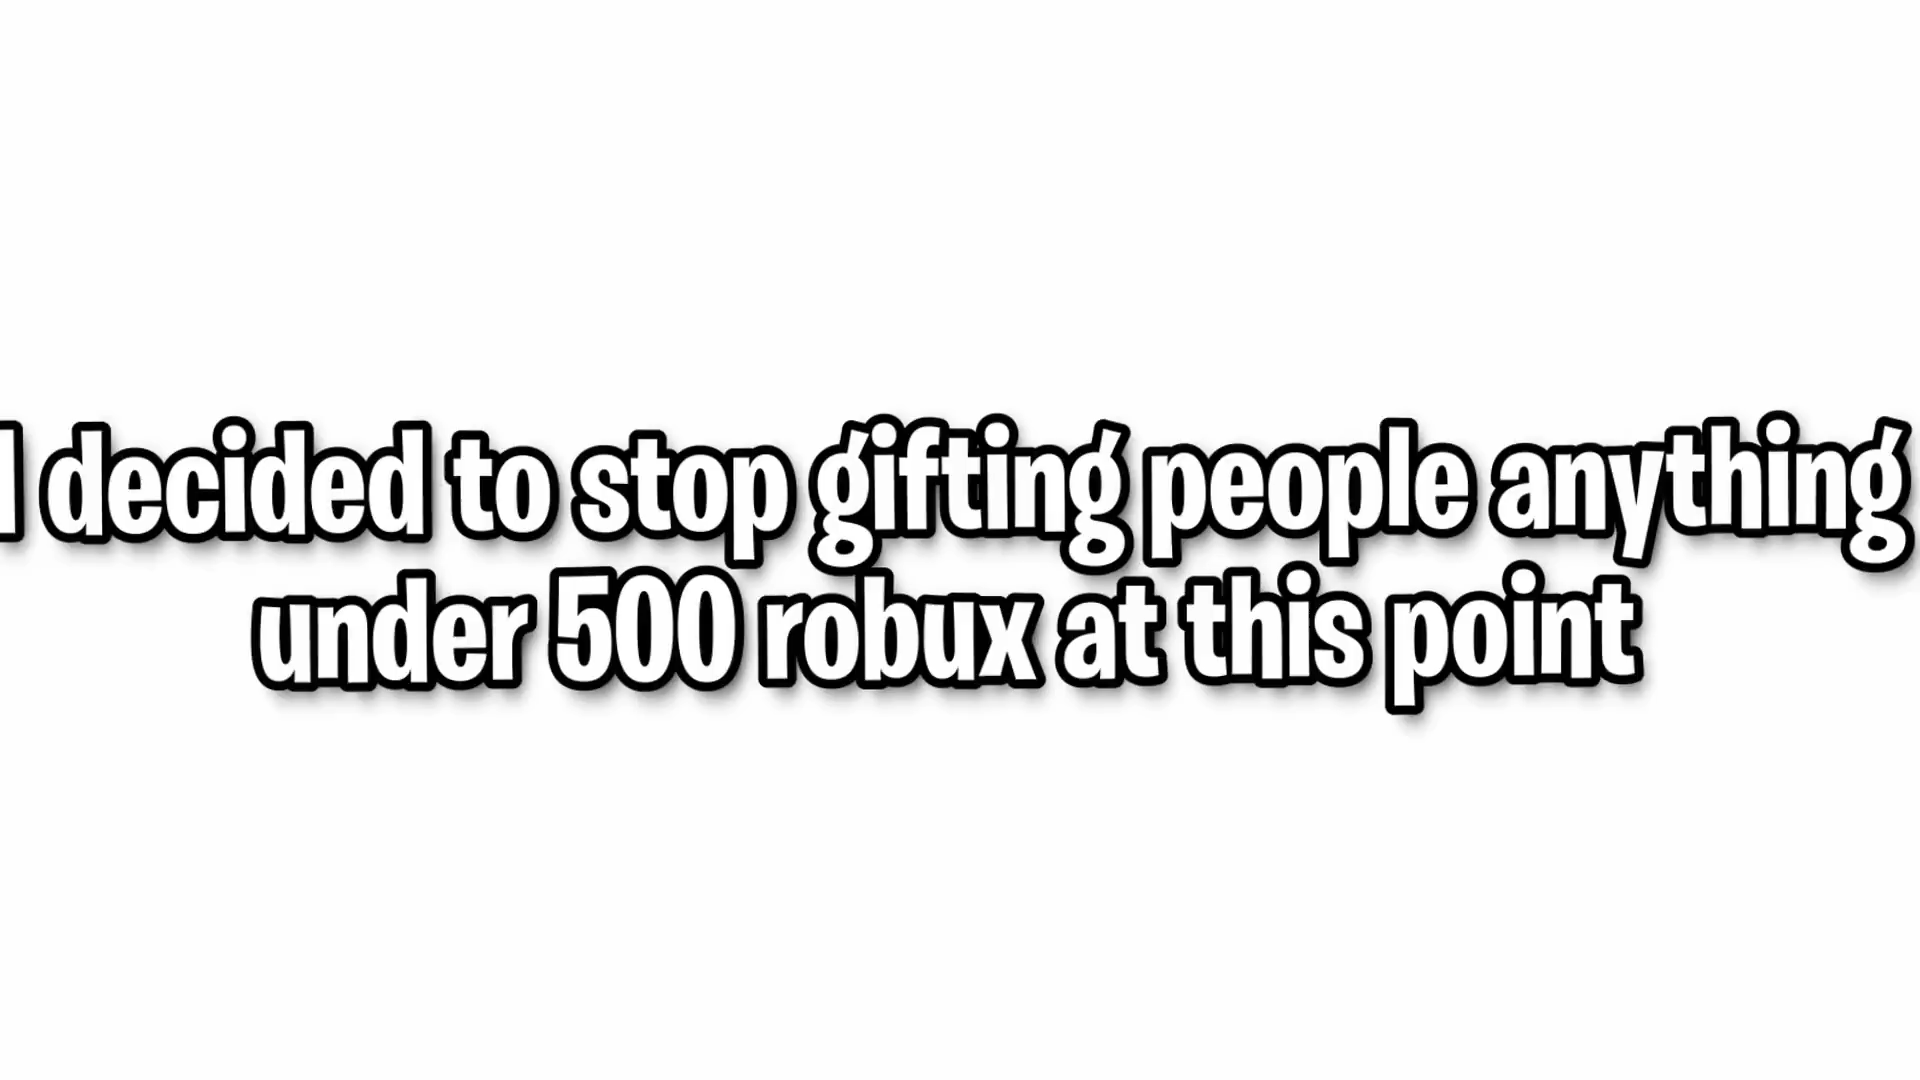 I decided to stop gifting people anything
under 500 robux at this point